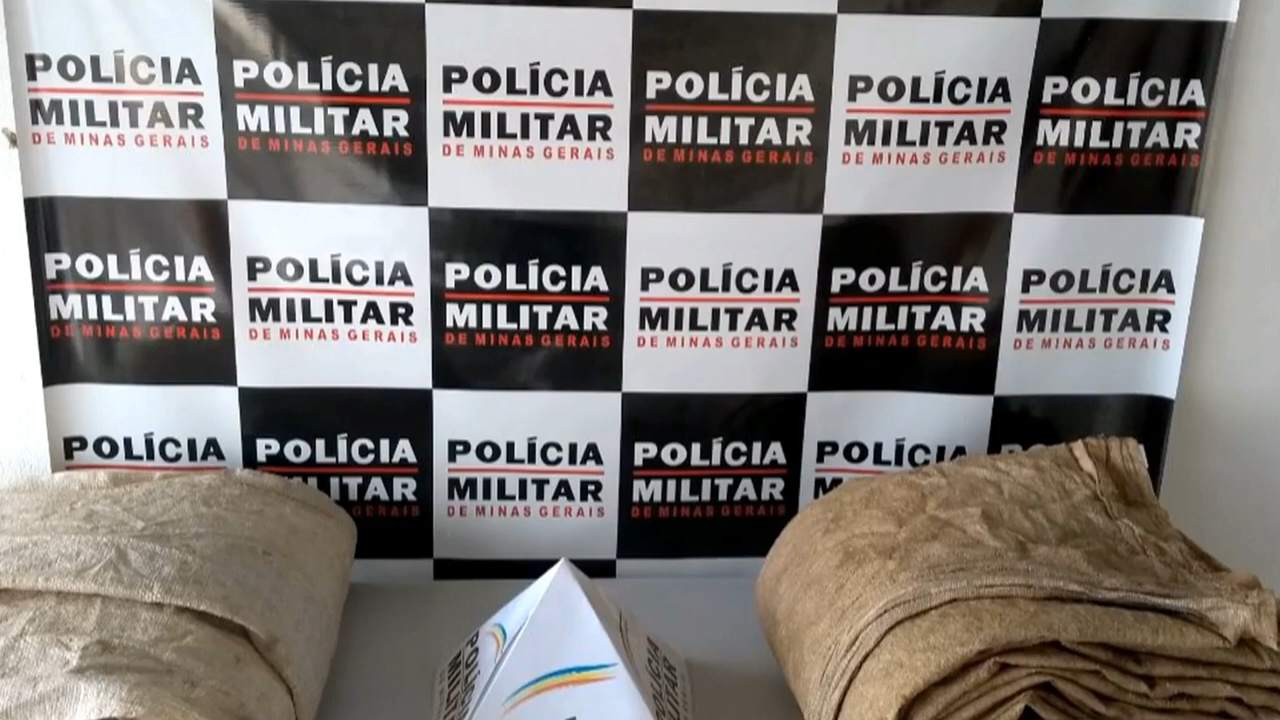 POLÍCIA POLÍCIA POLÍCIA POLÍCIA POLÍCIA POLÍCIA
MILITAR MILITAR MILITAR MILITAR MILITAR MILITAR
DE MINAS GERAIS DE MINAS GERAIS DE MINAS GERAIS DE MINAS GERAIS DE MINAS GERAIS DE MINAS GERAIS
POLÍCIA POLÍCIA POLÍCIA POLÍCIA POLÍCIA POLÍCIA
MILITAR MILITAR MILITAR MILITAR MILITAR MILITAR
DE MINAS GERAIS DE MINAS GERAIS DE MINAS GERAIS DE MINAS GERAIS DE MINAS GERAIS DE MINAS GERAIS
POLÍCIA POLÍCIA POLÍCIA POLÍCIA POLÍCIA
MILITAR MILITAR MILITAR
DE MINAS GERAIS DE MINAS GERAIS
POLÍCIA
MILITAR